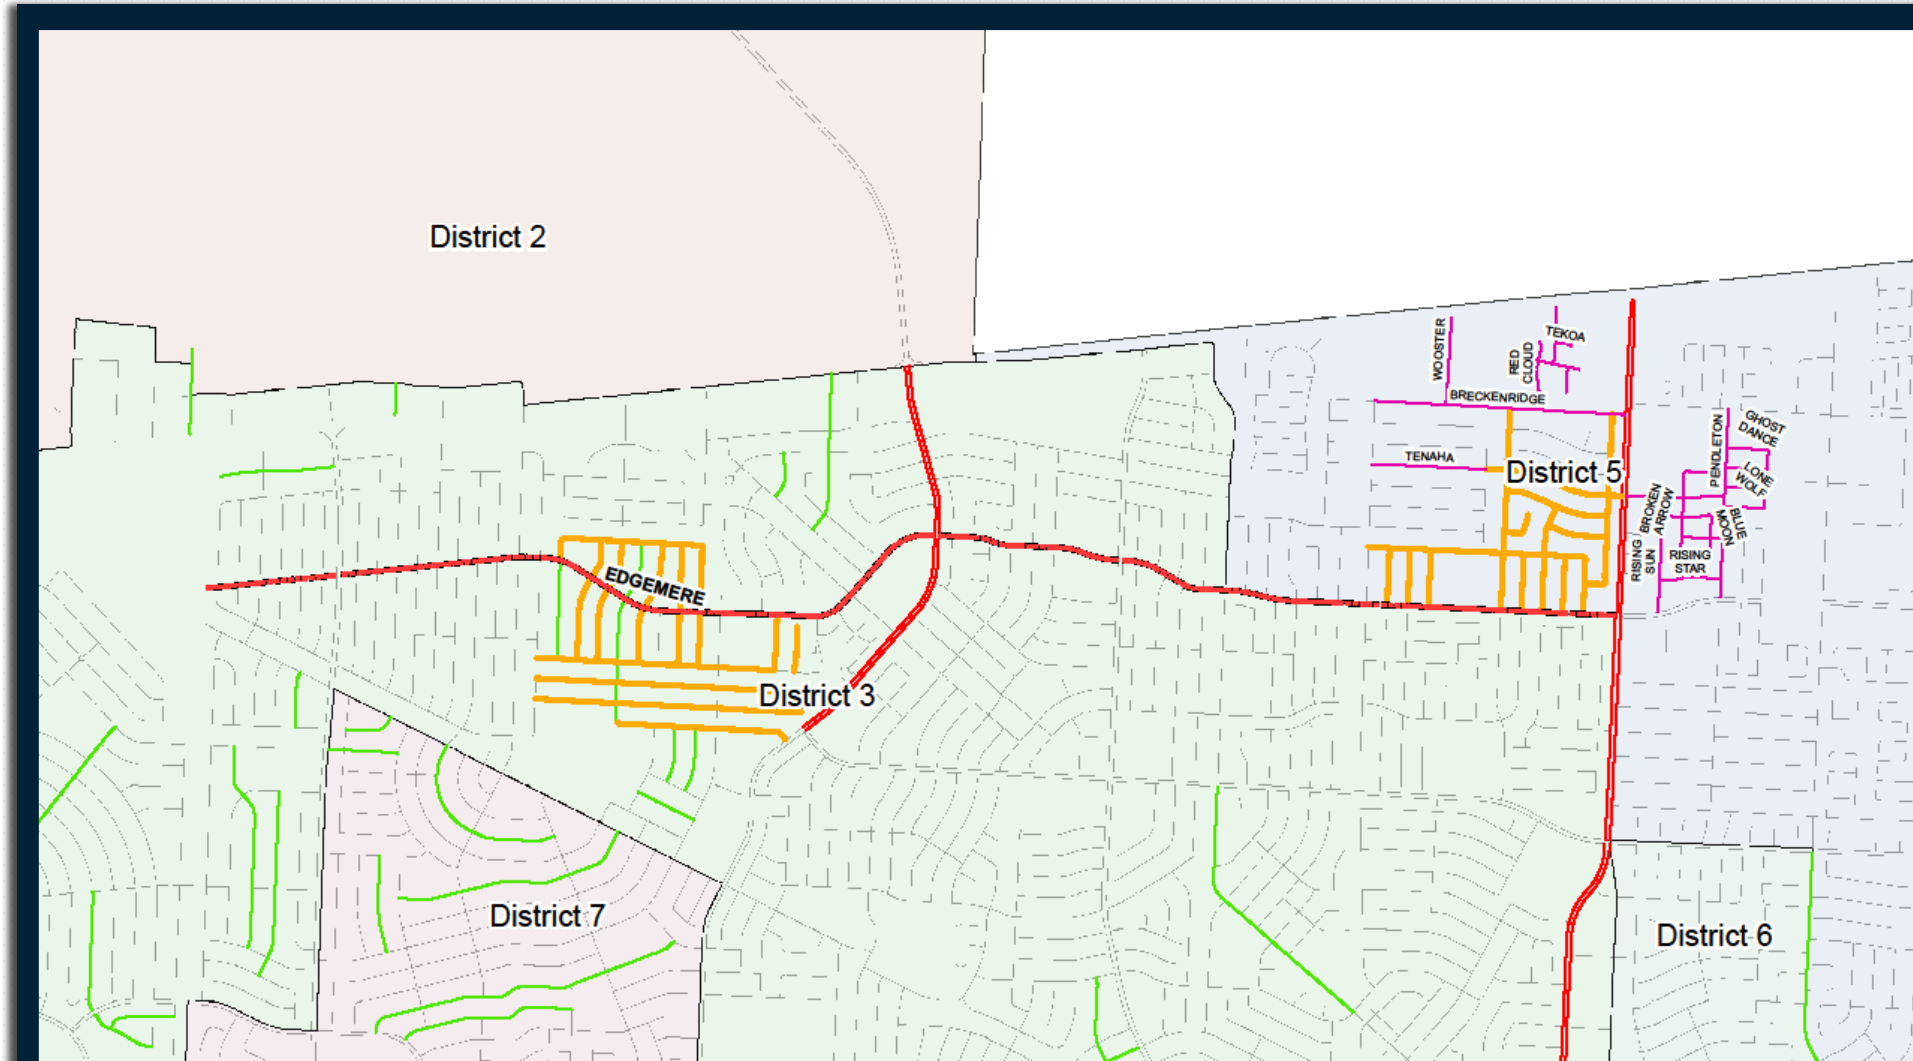 District 2
WOOSTER
TEKOA
RED
CLOUD
BRECKENRIDGE
GHOST
DANCE
PENDLETON
TENAHA
District 5
LONE
WOLF
BROKEN
ARROW
BLUE
MOON
RISING
SUN
RISING
STAR
EDGEMERE
District 3
District 7
District 6